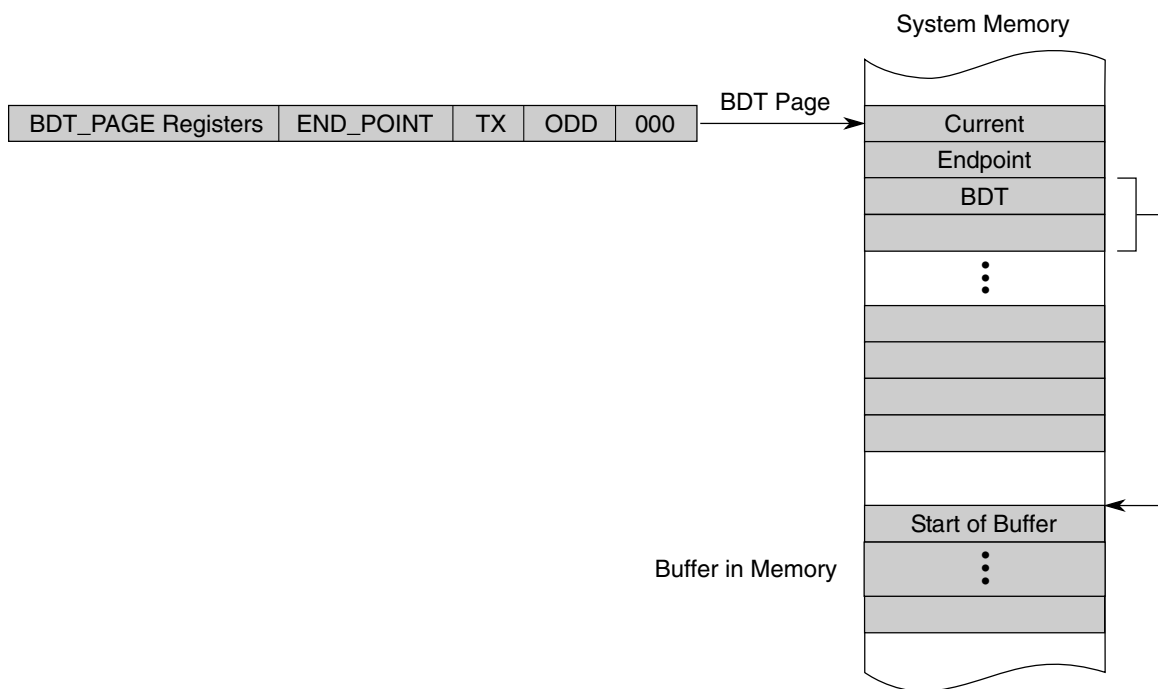 System Memory
BDT_PAGE Registers END_POINT TX ODD 000
BDT Page
Current
Endpoint
BDT
Start of Buffer
Buffer in Memory